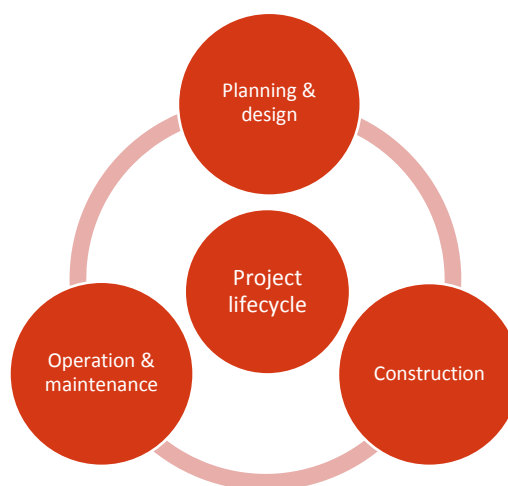 Planning &
design
Project
lifecycle
Operation &
maintenance
Construction